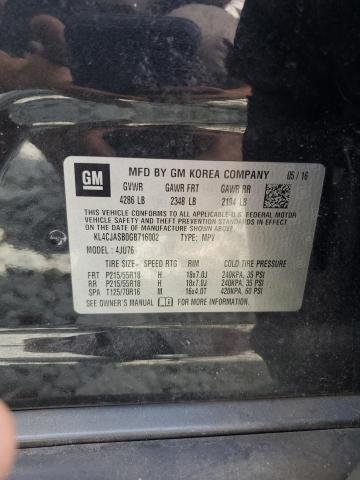 GM
MFD BY GM KOREA COMPANY 05/16
GVWR GAWR FRT GAWR RR
4286 LB 2348 LB 2194 LB
THIS VEHICLE CONFORMS TO ALL APPLICABLE U.S. FEDERAL MOTOR
VEHICLE SAFETY AND THEFT PREVENTION STANDARDS IN EFFECT ON
THE DATE OF MANUFACTURE SHOWN ABOVE.
KL4CJASB0GB716002 TYPE: MPV
MODEL: 4JU76
TIRE SIZE SPEED RTG RIM COLD TIRE PRESSURE
FRT P215/55R18 H 18x7.0J 240KPA, 35 PSI
RR P215/55R18 H 18x7.0J 240KPA, 35 PSI
SPA T125/70R16 M 16x4.0T 420KPA, 60 PSI
SEE OWNER'S MANUAL FOR MORE INFORMATION.